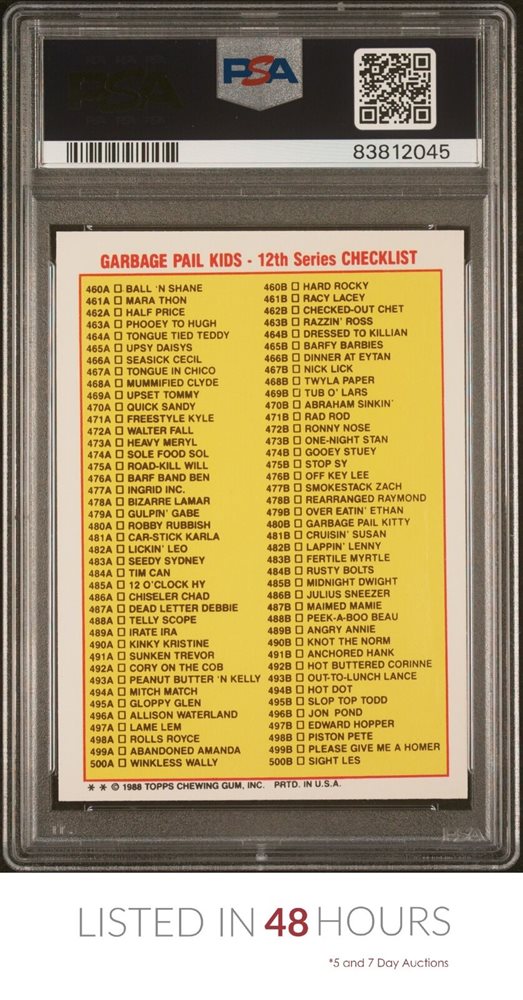 PSA
83812045
GARBAGE PAIL KIDS - 12th Series CHECKLIST
460A BALL 'N SHANE
461A MARA THON
462A HALF PRICE
463A PHOOEY TO HUGH
464A TONGUE TIED TEDDY
465A UPSY DAISYS
466A SEASICK CECIL
467A TONGUE IN CHICO
468A MUMMIFIED CLYDE
469A UPSET TOMMY
470A QUICK SANDY
471A FREESTYLE KYLE
472A WALTER FALL
473A HEAVY MERYL
474A SOLE FOOD SOL
475A ROAD-KILL WILL
476A BARF BAND BEN
477A INGRID INC.
478A BIZARRE LAMAR
479A GULPIN' GABE
480A ROBBY RUBBISH
481A CAR-STICK KARLA
482A LICKIN' LEO
483A SEEDY SYDNEY
484A TIM CAN
485A 12 O'CLOCK HY
486A CHISELER CHAD
487A DEAD LETTER DEBBIE
488A TELLY SCOPE
489A IRATE IRA
490A KINKY KRISTINE
491A SUNKEN TREVOR
492A CORY ON THE COB
493A PEANUT BUTTER 'N KELLY
494A MITCH MATCH
495A GLOPPY GLEN
496A ALLISON WATERLAND
497A LAME LEM
498A ROLLS ROYCE
499A ABANDONED AMANDA
500A WINKLESS WALLY
460B HARD ROCKY
461B RACY LACEY
462B CHECKED-OUT CHET
463B RAZZIN' ROSS
464B DRESSED TO KILLIAN
465B BARFY BARBIES
466B DINNER AT EYTAN
467B NICK LICK
468B TWYLA PAPER
469B TUB O' LARS
470B ABRAHAM SINKIN'
471B RAD ROD
472B RONNY NOSE
473B ONE-NIGHT STAN
474B GOOEY STUEY
475B STOP SY
476B OFF KEY LEE
477B SMOKESTACK ZACH
478B REARRANGED RAYMOND
479B OVER EATIN' ETHAN
480B GARBAGE PAIL KITTY
481B CRUISIN' SUSAN
482B LAPPIN' LENNY
483B FERTILE MYRTLE
484B RUSTY BOLTS
485B MIDNIGHT DWIGHT
486B JULIUS SNEEZER
487B MAIMED MAMIE
488B PEEK-A-BOO BEAU
489B ANGRY ANNIE
490B KNOT THE NORM
491B ANCHORED HANK
492B HOT BUTTERED CORINNE
493B OUT-TO-LUNCH LANCE
494B HOT DOT
495B SLOP TOP TODD
496B JON POND
497B EDWARD HOPPER
498B PISTON PETE
499B PLEASE GIVE ME A HOMER
500B SIGHT LES
* * © 1988 TOPPS CHEWING GUM, INC. PRTD. IN U.S.A.
PSA
LISTED IN 48 HOURS
*5 and 7 Day Auctions